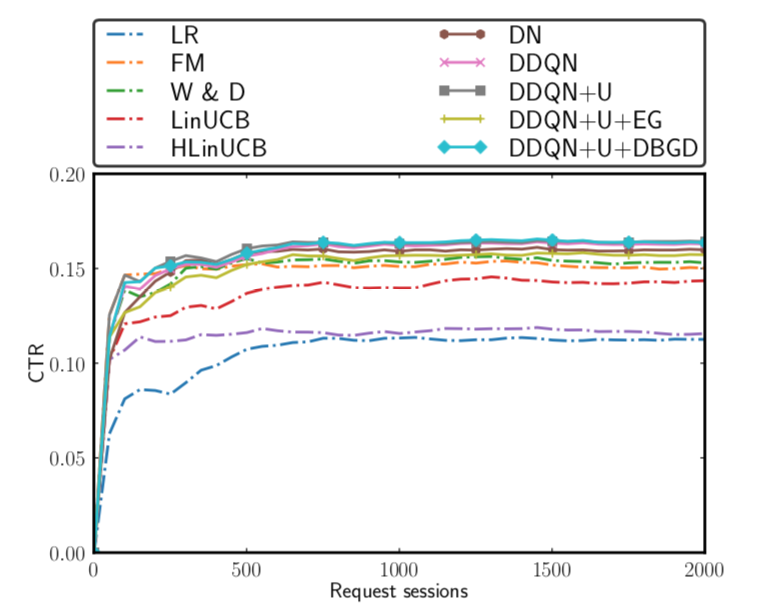 LR
FM
W & D
LinUCB
HLinUCB
DN
DDQN
DDQN+U
DDQN+U+EG
DDQN+U+DBGD
0.20
0.15
0.10
0.05
0.00
CTR
0 500 1000 1500 2000
Request sessions